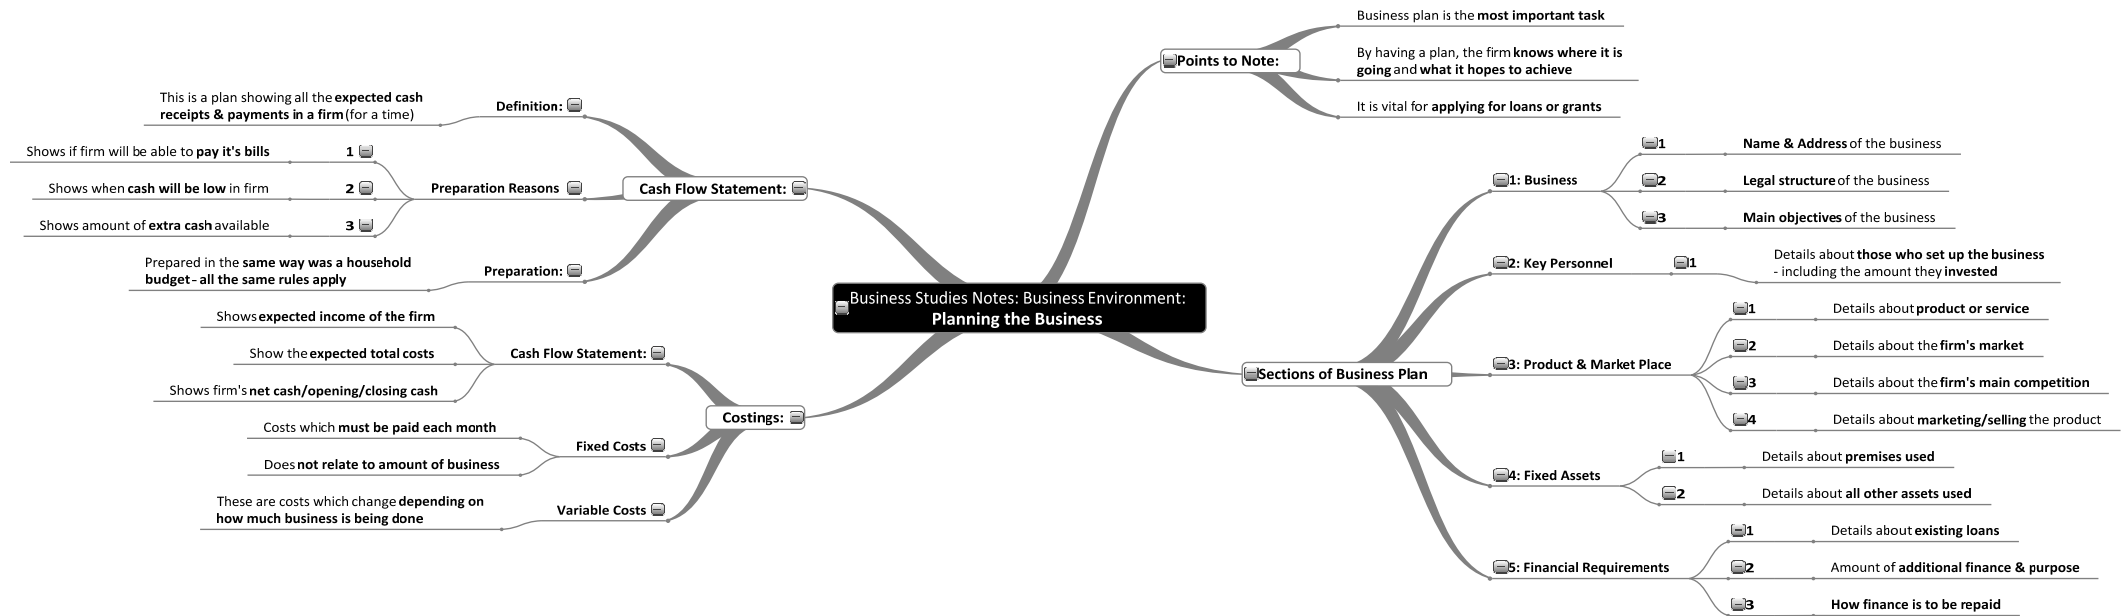 Business Studies Notes: Business Environment:
Planning the Business
Points to Note:
Business plan is the most important task
By having a plan, the firm knows where it is
going and what it hopes to achieve
It is vital for applying for loans or grants
Sections of Business Plan
1: Business
1
Name & Address of the business
2
Legal structure of the business
3
Main objectives of the business
2: Key Personnel
1
Details about those who set up the business
- including the amount they invested
3: Product & Market Place
1
Details about product or service
2
Details about the firm's market
3
Details about the firm's main competition
4
Details about marketing/selling the product
4: Fixed Assets
1
Details about premises used
2
Details about all other assets used
5: Financial Requirements
1
Details about existing loans
2
Amount of additional finance & purpose
3
How finance is to be repaid
Cash Flow Statement:
Definition:
This is a plan showing all the expected cash
receipts & payments in a firm (for a time)
Preparation Reasons
1
Shows if firm will be able to pay it's bills
2
Shows when cash will be low in firm
3
Shows amount of extra cash available
Preparation:
Prepared in the same way was a household
budget - all the same rules apply
Costings:
Cash Flow Statement:
Shows expected income of the firm
Show the expected total costs
Shows firm's net cash/opening/closing cash
Fixed Costs
Costs which must be paid each month
Does not relate to amount of business
Variable Costs
These are costs which change depending on
how much business is being done